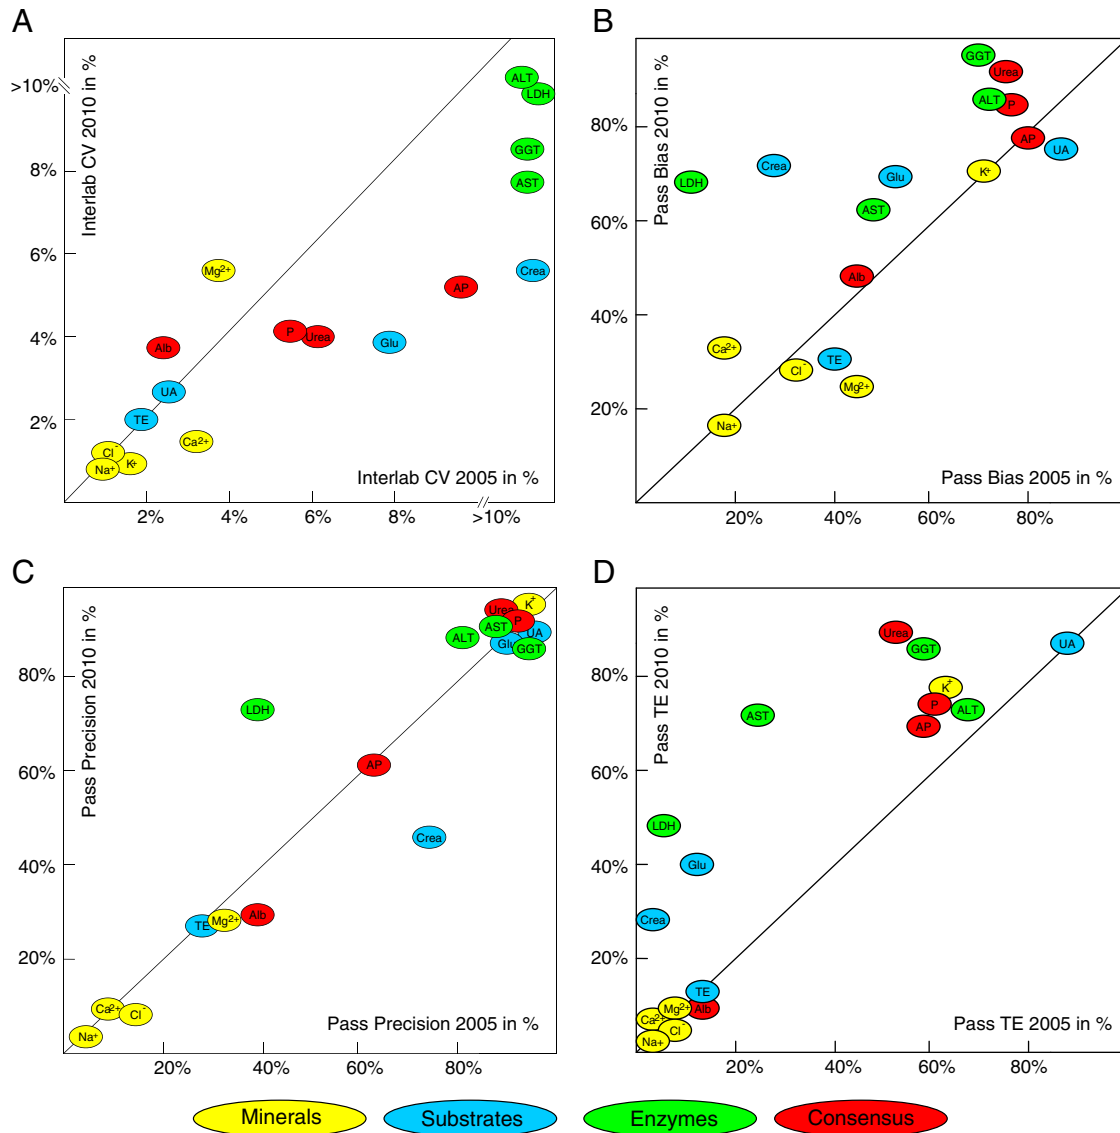 A
Interlab CV 2010 in %
>10%
8%
6%
4%
2%
ALT
LDH
GGT
AST
Mg2+
Crea
AP
P
Urea
Glu
Alb
UA
TE
Ca2+
Cl-
K+
Na+
Interlab CV 2005 in %
2%
4%
6%
8%
>10%
B
Pass Bias 2010 in %
80%
60%
40%
20%
GGT
Urea
ALT
P
AP
UA
K+
Crea
Glu
LDH
AST
Alb
Ca2+
TE
Cl-
Mg2+
Na+
Pass Bias 2005 in %
20%
40%
60%
80%
C
Pass Precision 2010 in %
80%
60%
40%
20%
K+
Urea
P
AST
UA
ALT
Glu
GGT
LDH
AP
Crea
Alb
TE
Mg2+
Ca2+
Cl-
Na+
Pass Precision 2005 in %
20%
40%
60%
80%
D
Pass TE 2010 in %
80%
60%
40%
20%
Urea
UA
GGT
K+
P
ALT
AST
AP
LDH
Glu
Crea
TE
Mg2+
Alb
Ca2+
Cl-
Na+
Pass TE 2005 in %
20%
40%
60%
80%
Minerals
Substrates
Enzymes
Consensus